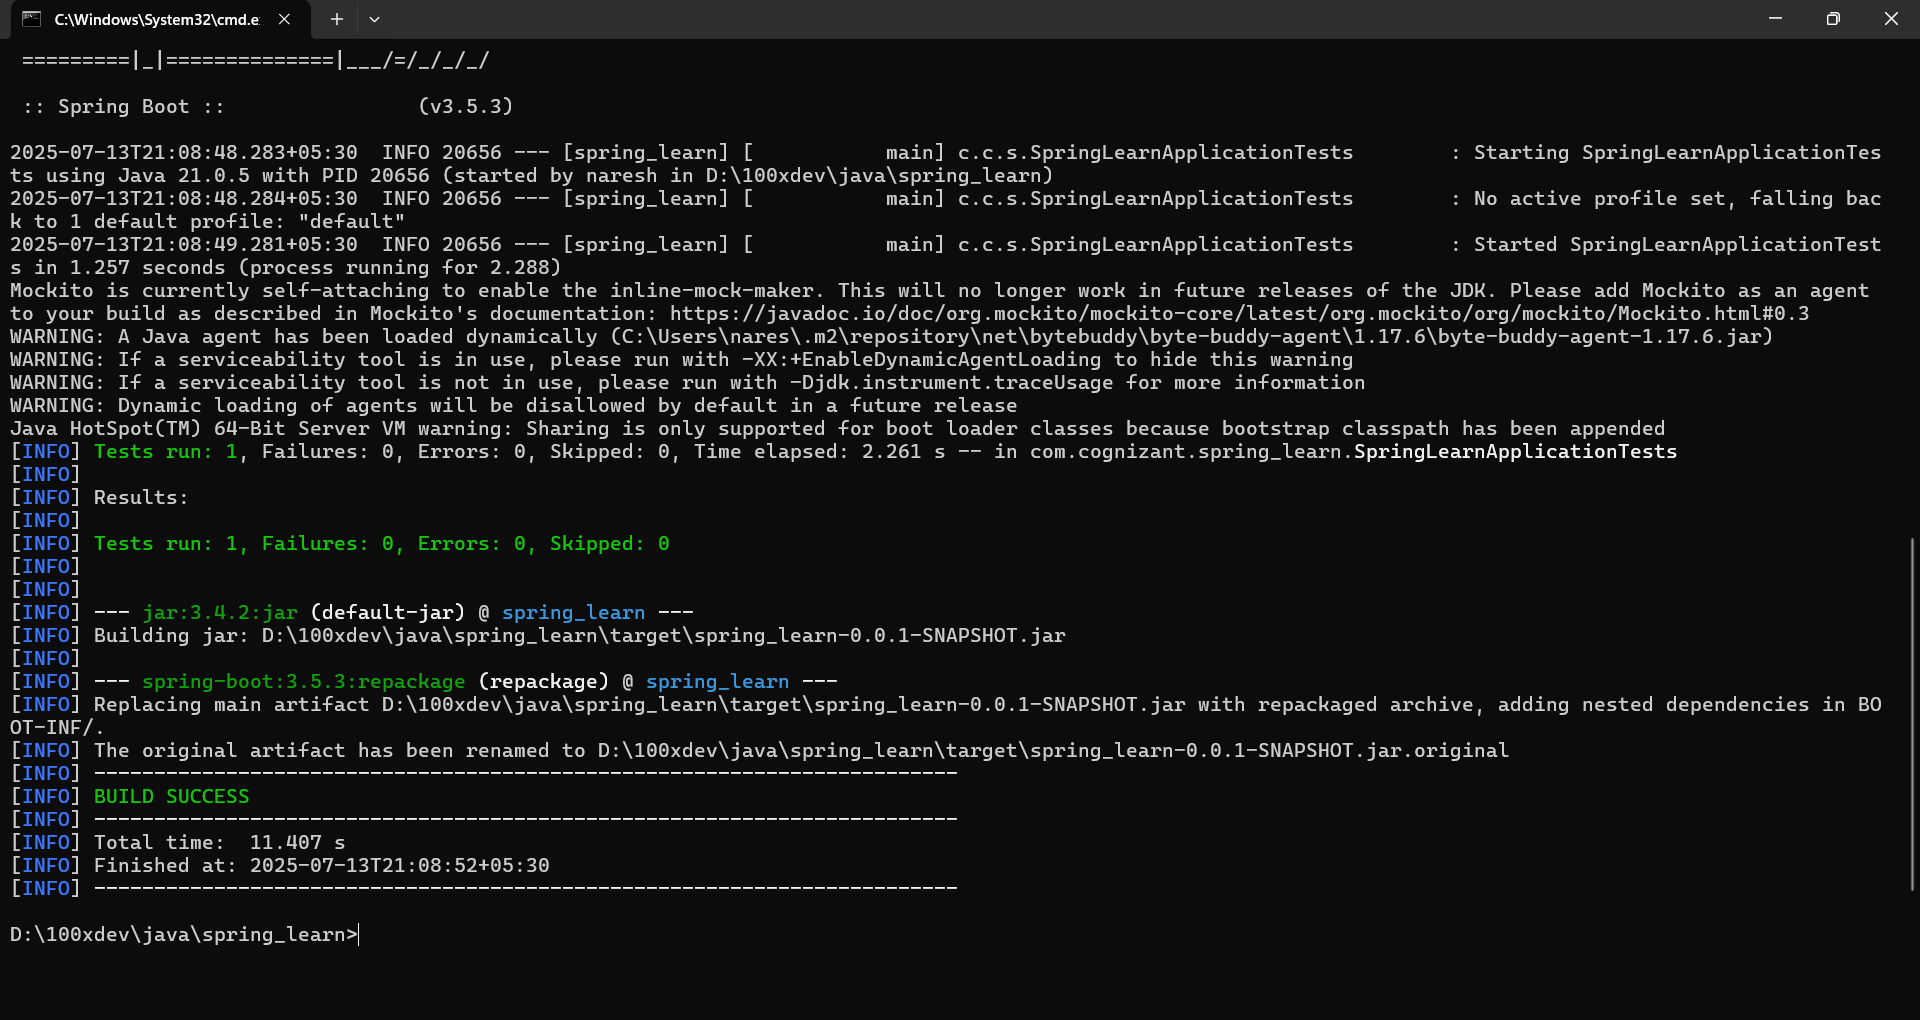 C:\Windows\System32\cmd.e
 =========|_|==============|___/=/_/_/_/
 :: Spring Boot ::                (v3.5.3)
2025-07-13T21:08:48.283+05:30  INFO 20656 --- [spring_learn] [           main] c.c.s.SpringLearnApplicationTests        : Starting SpringLearnApplicationTes
ts using Java 21.0.5 with PID 20656 (started by naresh in D:\100xdev\java\spring_learn)
2025-07-13T21:08:48.284+05:30  INFO 20656 --- [spring_learn] [           main] c.c.s.SpringLearnApplicationTests        : No active profile set, falling bac
k to 1 default profile: "default"
2025-07-13T21:08:49.281+05:30  INFO 20656 --- [spring_learn] [           main] c.c.s.SpringLearnApplicationTests        : Started SpringLearnApplicationTest
s in 1.257 seconds (process running for 2.288)
Mockito is currently self-attaching to enable the inline-mock-maker. This will no longer work in future releases of the JDK. Please add Mockito as an agent
to your build as described in Mockito's documentation: https://javadoc.io/doc/org.mockito/mockito-core/latest/org.mockito/org/mockito/Mockito.html#0.3
WARNING: A Java agent has been loaded dynamically (C:\Users\nares\.m2\repository\net\bytebuddy\byte-buddy-agent\1.17.6\byte-buddy-agent-1.17.6.jar)
WARNING: If a serviceability tool is in use, please run with -XX:+EnableDynamicAgentLoading to hide this warning
WARNING: If a serviceability tool is not in use, please run with -Djdk.instrument.traceUsage for more information
WARNING: Dynamic loading of agents will be disallowed by default in a future release
Java HotSpot(TM) 64-Bit Server VM warning: Sharing is only supported for boot loader classes because bootstrap classpath has been appended
[INFO] Tests run: 1, Failures: 0, Errors: 0, Skipped: 0, Time elapsed: 2.261 s -- in com.cognizant.spring_learn.SpringLearnApplicationTests
[INFO]
[INFO] Results:
[INFO]
[INFO] Tests run: 1, Failures: 0, Errors: 0, Skipped: 0
[INFO]
[INFO]
[INFO] --- jar:3.4.2:jar (default-jar) @ spring_learn ---
[INFO] Building jar: D:\100xdev\java\spring_learn\target\spring_learn-0.0.1-SNAPSHOT.jar
[INFO]
[INFO] --- spring-boot:3.5.3:repackage (repackage) @ spring_learn ---
[INFO] Replacing main artifact D:\100xdev\java\spring_learn\target\spring_learn-0.0.1-SNAPSHOT.jar with repackaged archive, adding nested dependencies in BO
OT-INF/.
[INFO] The original artifact has been renamed to D:\100xdev\java\spring_learn\target\spring_learn-0.0.1-SNAPSHOT.jar.original
[INFO] ------------------------------------------------------------------------
[INFO] BUILD SUCCESS
[INFO] ------------------------------------------------------------------------
[INFO] Total time:  11.407 s
[INFO] Finished at: 2025-07-13T21:08:52+05:30
[INFO] ------------------------------------------------------------------------
D:\100xdev\java\spring_learn>